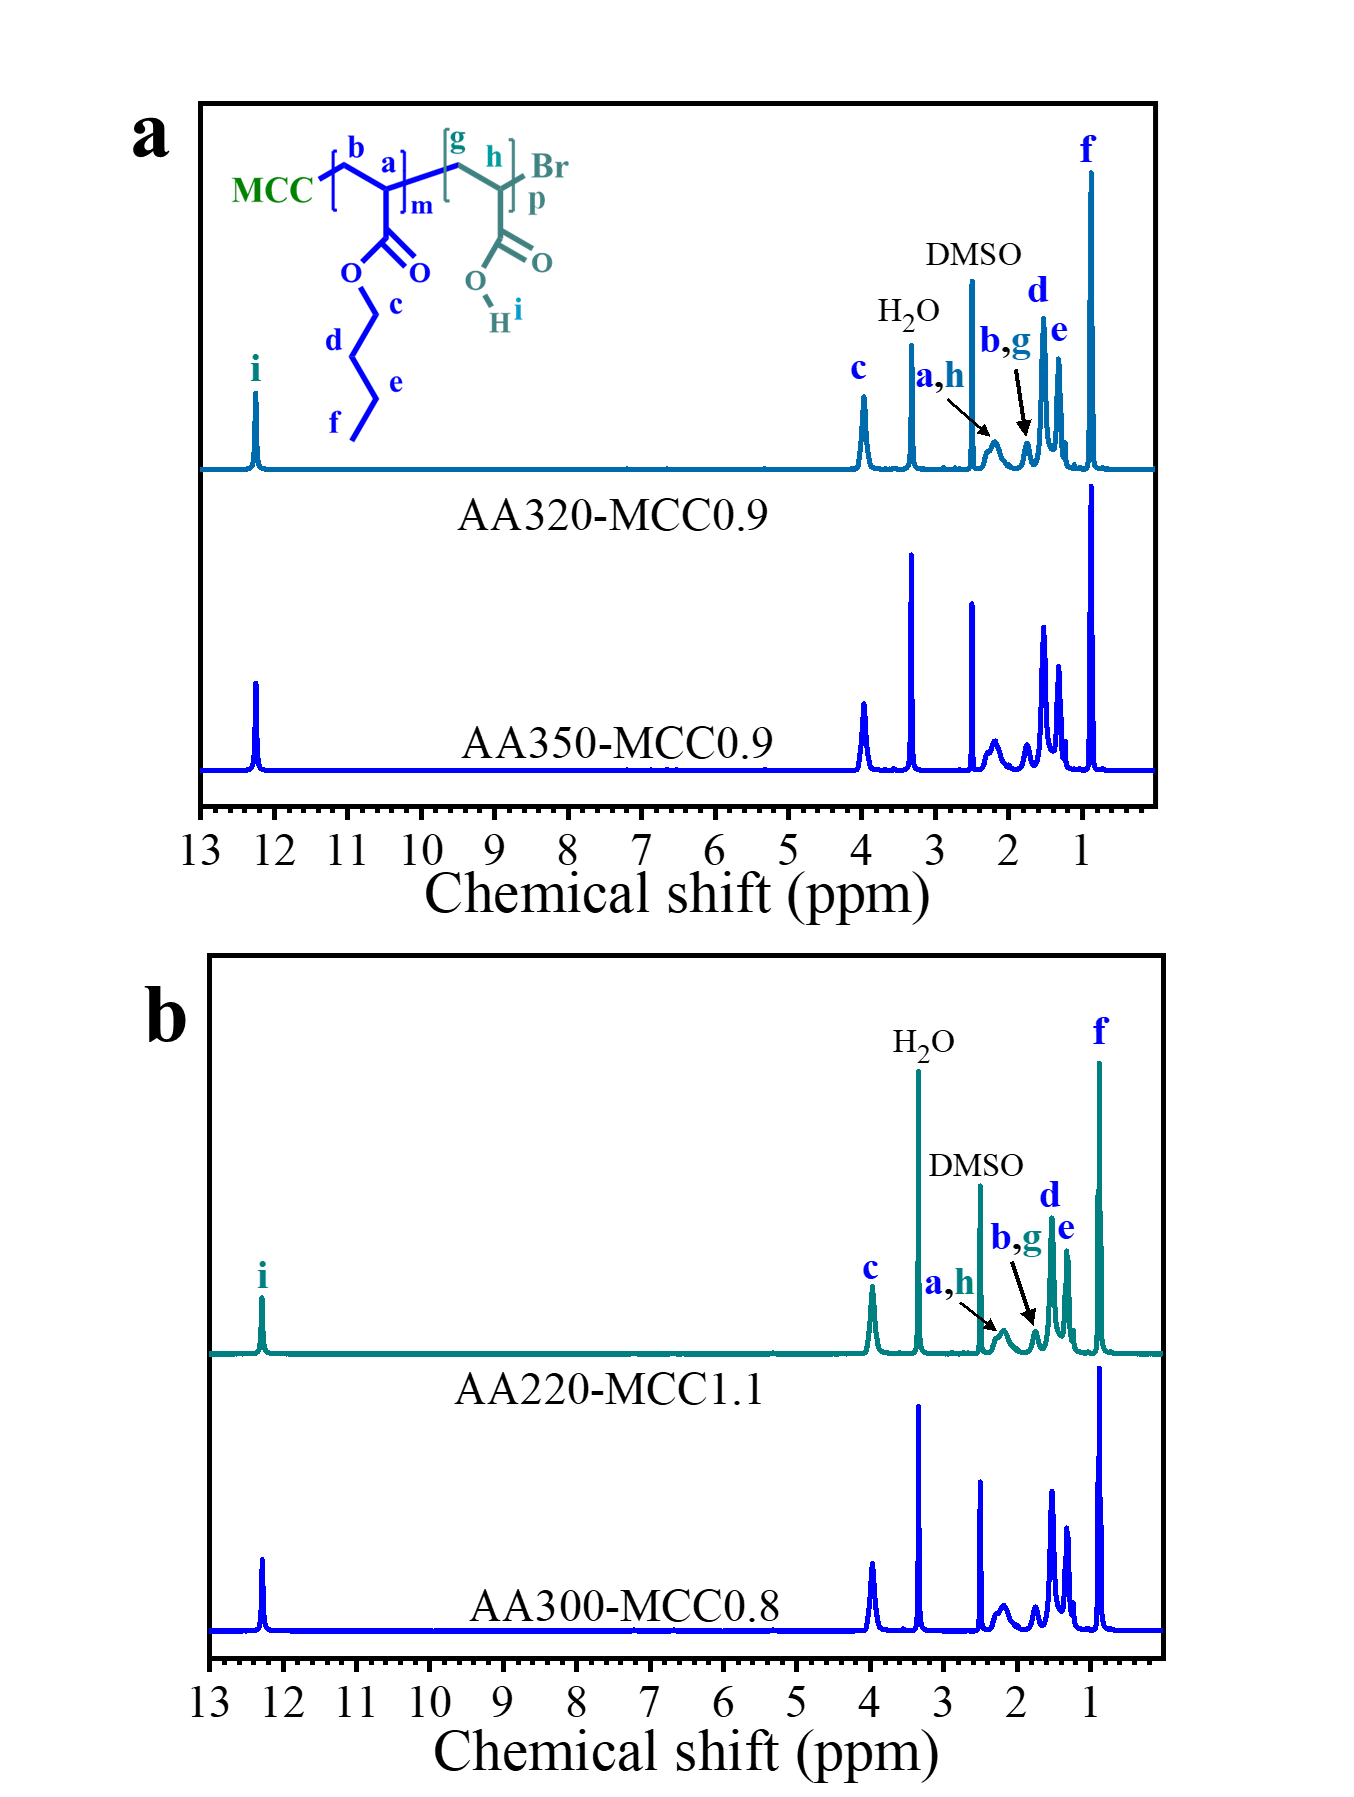 a
b
a
g
h
Br
MCC
m
p
O
O
O
O
c
H
i
d
e
f
f
DMSO
H2O
d
b,g
e
i
c
a,h
AA320-MCC0.9
AA350-MCC0.9
13 12 11 10 9 8 7 6 5 4 3 2 1
Chemical shift (ppm)
b
f
H2O
DMSO
d
b,g
e
i
c
a,h
AA220-MCC1.1
AA300-MCC0.8
13 12 11 10 9 8 7 6 5 4 3 2 1
Chemical shift (ppm)